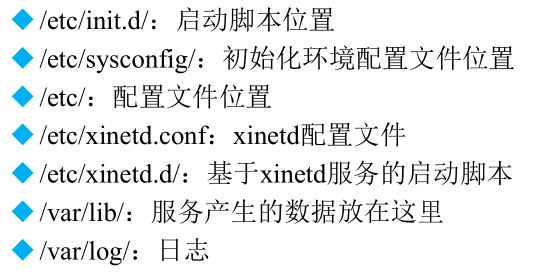 ◆/etc/init.d/：启动脚本位置
◆/etc/sysconfig/：初始化环境配置文件位置
◆/etc/：配置文件位置
◆/etc/xinetd.conf：xinetd配置文件
◆/etc/xinetd.d/：基于xinetd服务的启动脚本
◆/var/lib/：服务产生的数据放在这里
◆/var/log/：日志